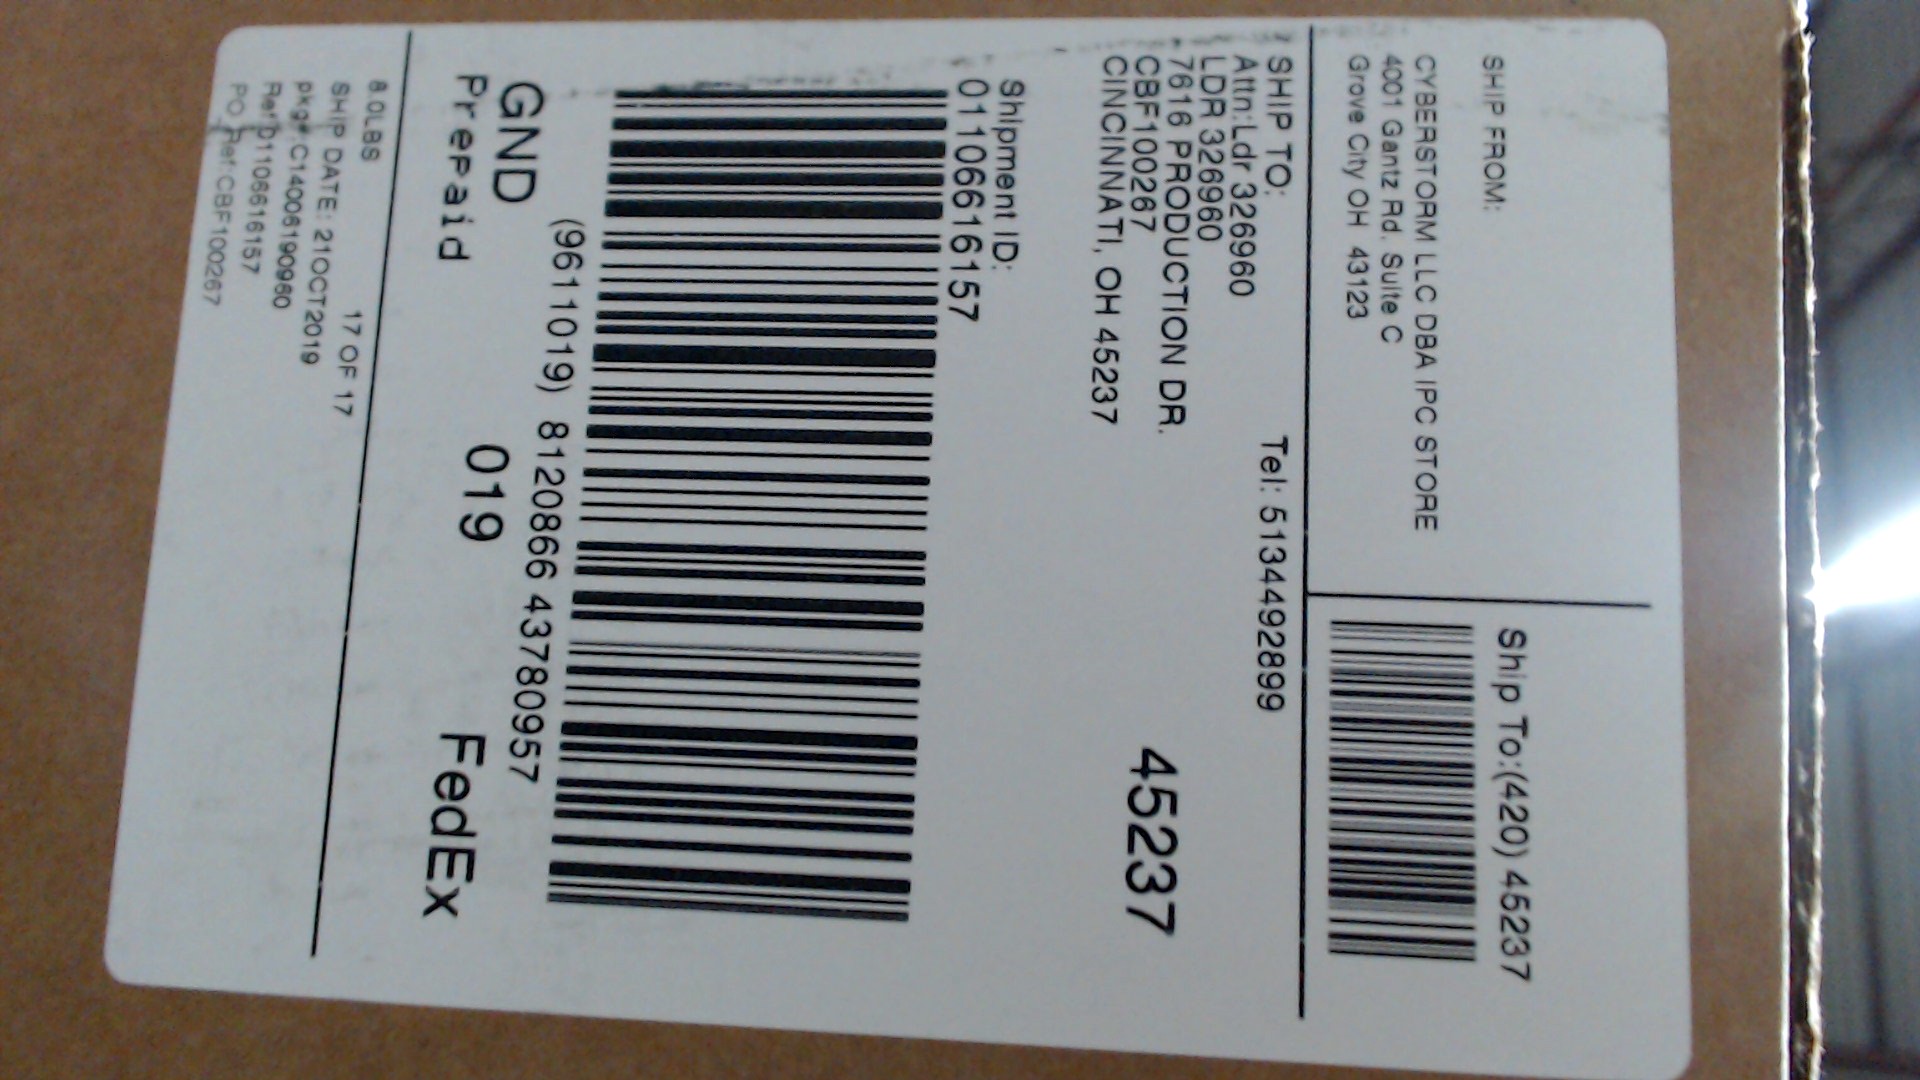 SHIP FROM:
CYBERSTORM LLC DBA IPC STORE
4001 Gantz Rd. Suite C
Grove City OH 43123
Ship To:(420) 45237
SHIP TO:
Attn:Ldr 326960 Tel: 5134492899
LDR 326960
7616 PRODUCTION DR.
CBF100267
CINCINNATI, OH 45237
45237
Shipment ID:
01106616157
(9611019) 8120866 43780957
GND 019 FedEx
Prepaid
8.0LBS 17 OF 17
SHIP DATE: 21OCT2019
pkg#:C14006190960
Ref:01106616157
PO Ref:CBF100267